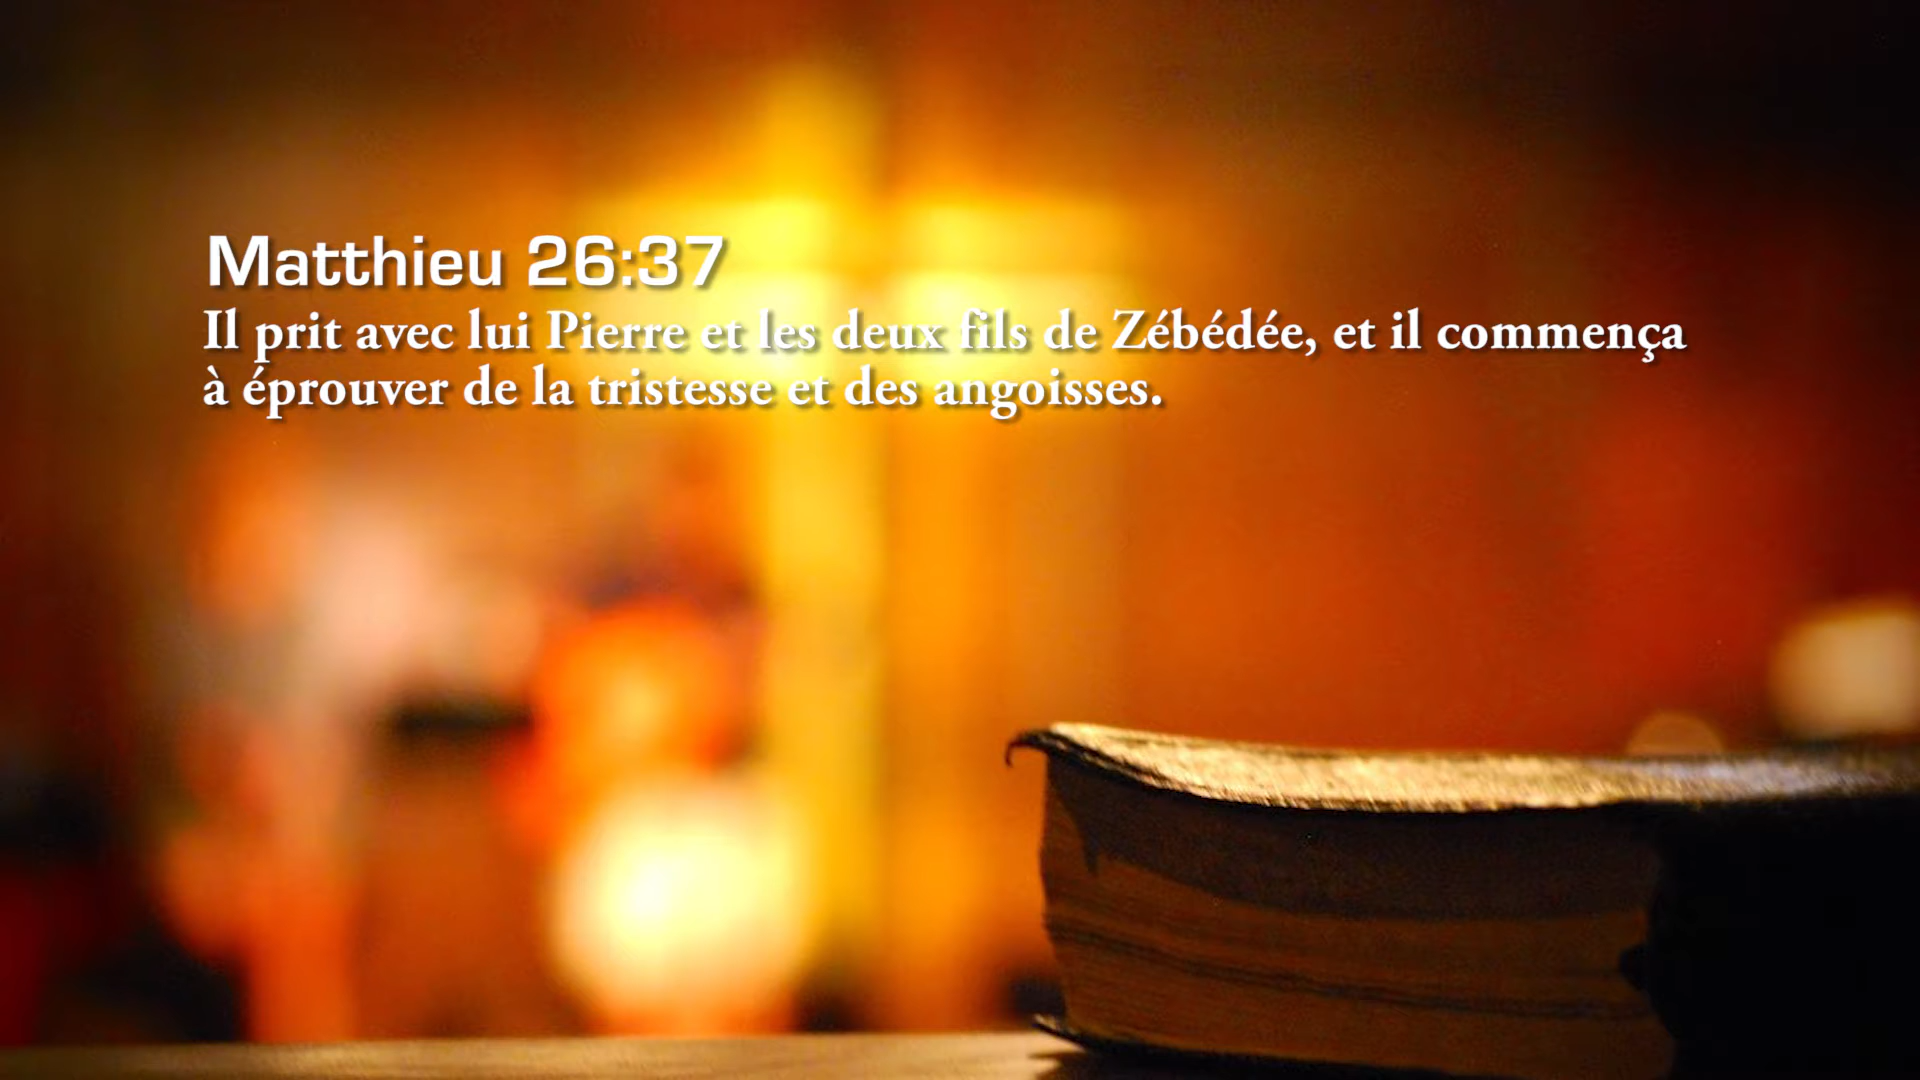 Matthieu 26:37
Il prit avec lui Pierre et les deux fils de Zébédée, et il commença
à éprouver de la tristesse et des angoisses.